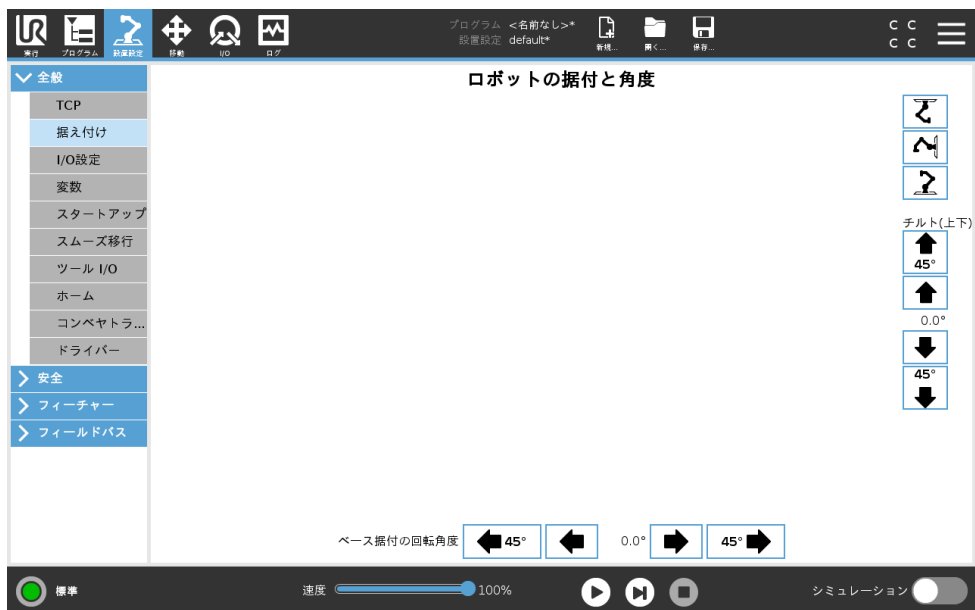 UR
実行
プログラム
設置設定
移動
I/O
ログ
プログラム <名前なし>*
設置設定 default*
新規...
開く...
保存...
C C
C C
全般
TCP
据え付け
I/O設定
変数
スタートアップ
スムーズ移行
ツール I/O
ホーム
コンベヤトラ...
ドライバー
安全
フィーチャー
フィールドバス
ロボットの据付と角度
チルト(上下)
45°
0.0°
45°
ベース据付の回転角度 45° 0.0° 45°
標準
速度 100%
シミュレーション